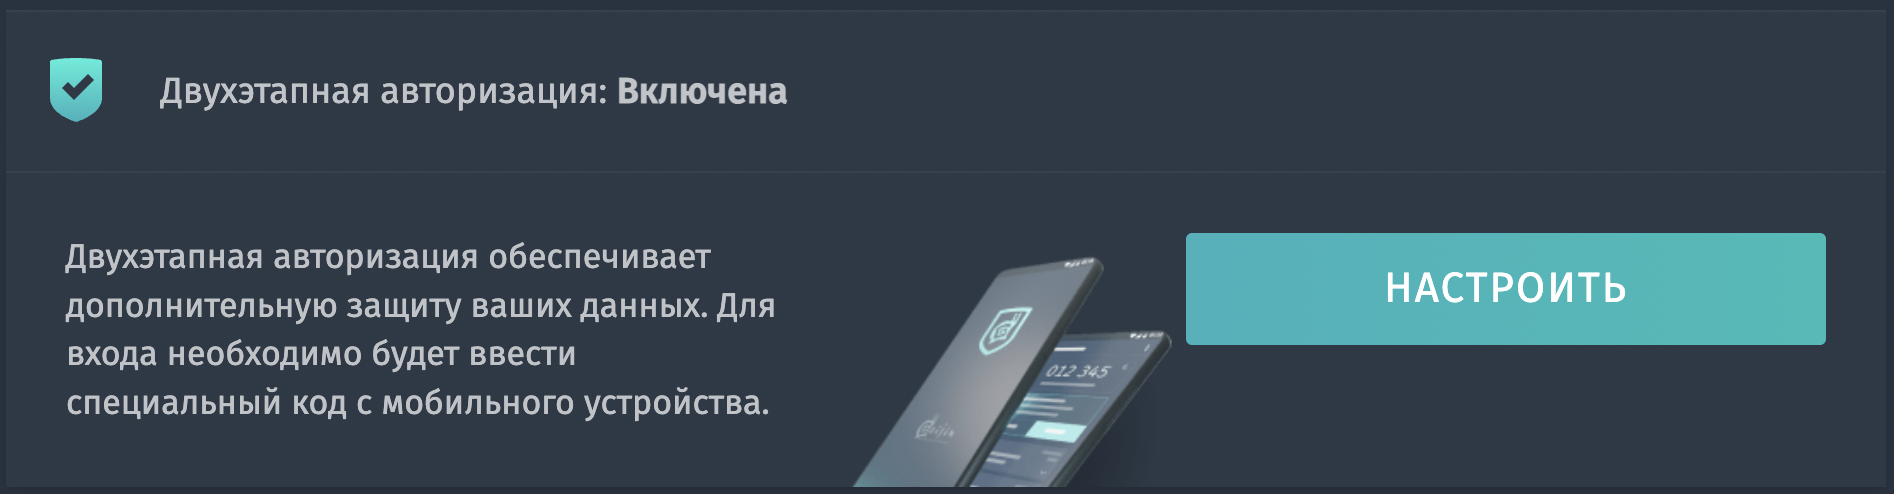 Двухэтапная авторизация: Включена
Двухэтапная авторизация обеспечивает
дополнительную защиту ваших данных. Для
входа необходимо будет ввести
специальный код с мобильного устройства.
НАСТРОИТЬ
012 345